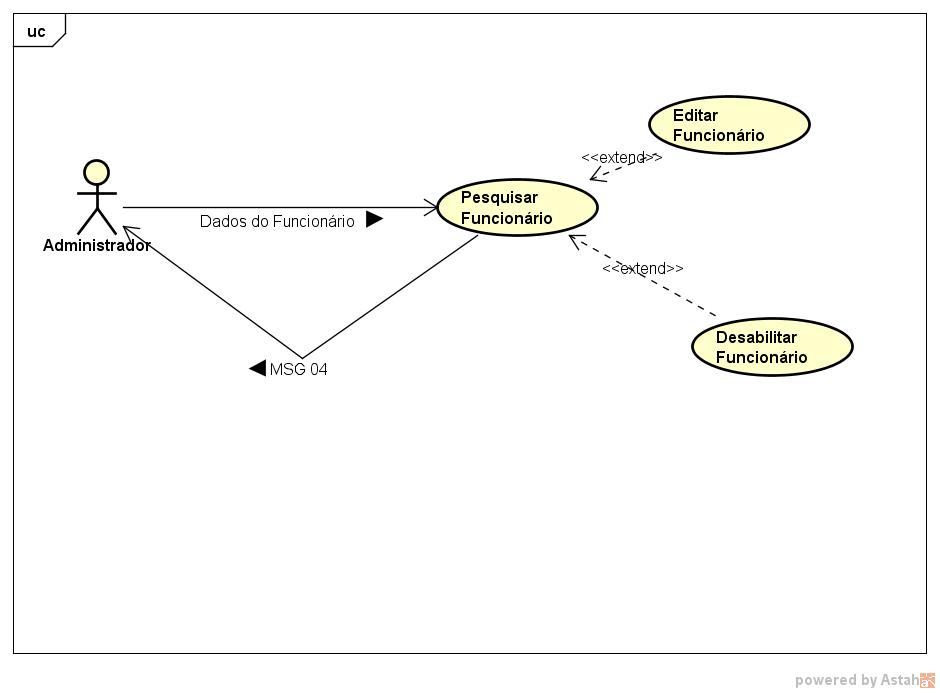 uc
Editar
Funcionário
<<extend>>
Pesquisar
Funcionário
Dados do Funcionário
Administrador
<<extend>>
Desabilitar
Funcionário
MSG 04
powered by Astah